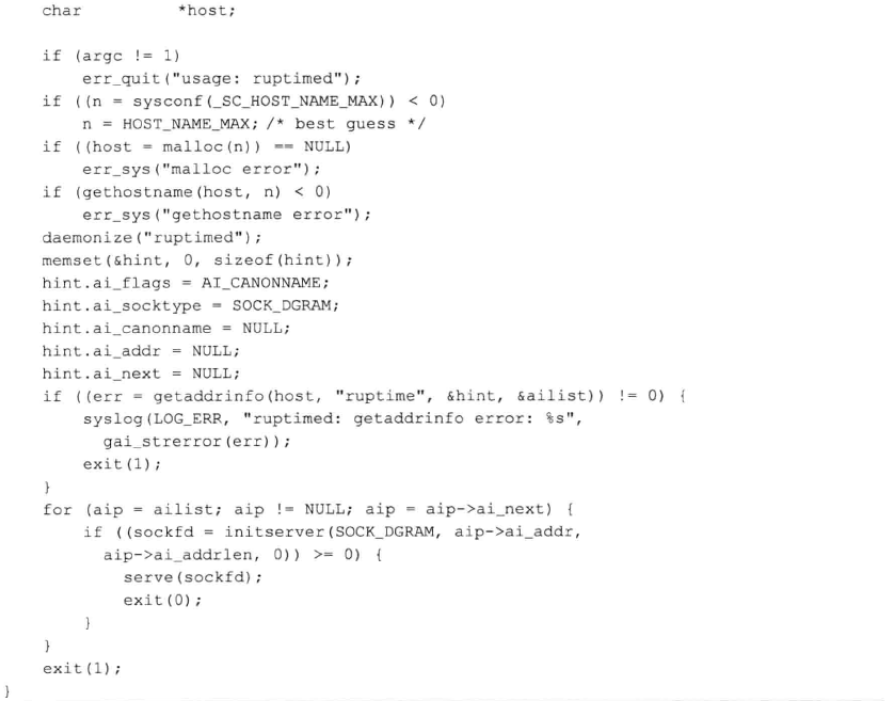 char *host;
if (argc != 1)
err_quit("usage: ruptimed");
if ((n = sysconf(_SC_HOST_NAME_MAX)) < 0)
n = HOST_NAME_MAX; /* best guess */
if ((host = malloc(n)) == NULL)
err_sys("malloc error");
if (gethostname(host, n) < 0)
err_sys("gethostname error");
daemonize("ruptimed");
memset(&hint, 0, sizeof(hint));
hint.ai_flags = AI_CANONNAME;
hint.ai_socktype = SOCK_DGRAM;
hint.ai_canonname = NULL;
hint.ai_addr = NULL;
hint.ai_next = NULL;
if ((err = getaddrinfo(host, "ruptime", &hint, &ailist)) != 0) {
syslog(LOG_ERR, "ruptimed: getaddrinfo error: %s",
gai_strerror(err));
exit(1);
}
for (aip = ailist; aip != NULL; aip = aip->ai_next) {
if ((sockfd = initserver(SOCK_DGRAM, aip->ai_addr,
aip->ai_addrlen, 0)) >= 0) {
serve(sockfd);
exit(0);
}
}
exit(1);
}